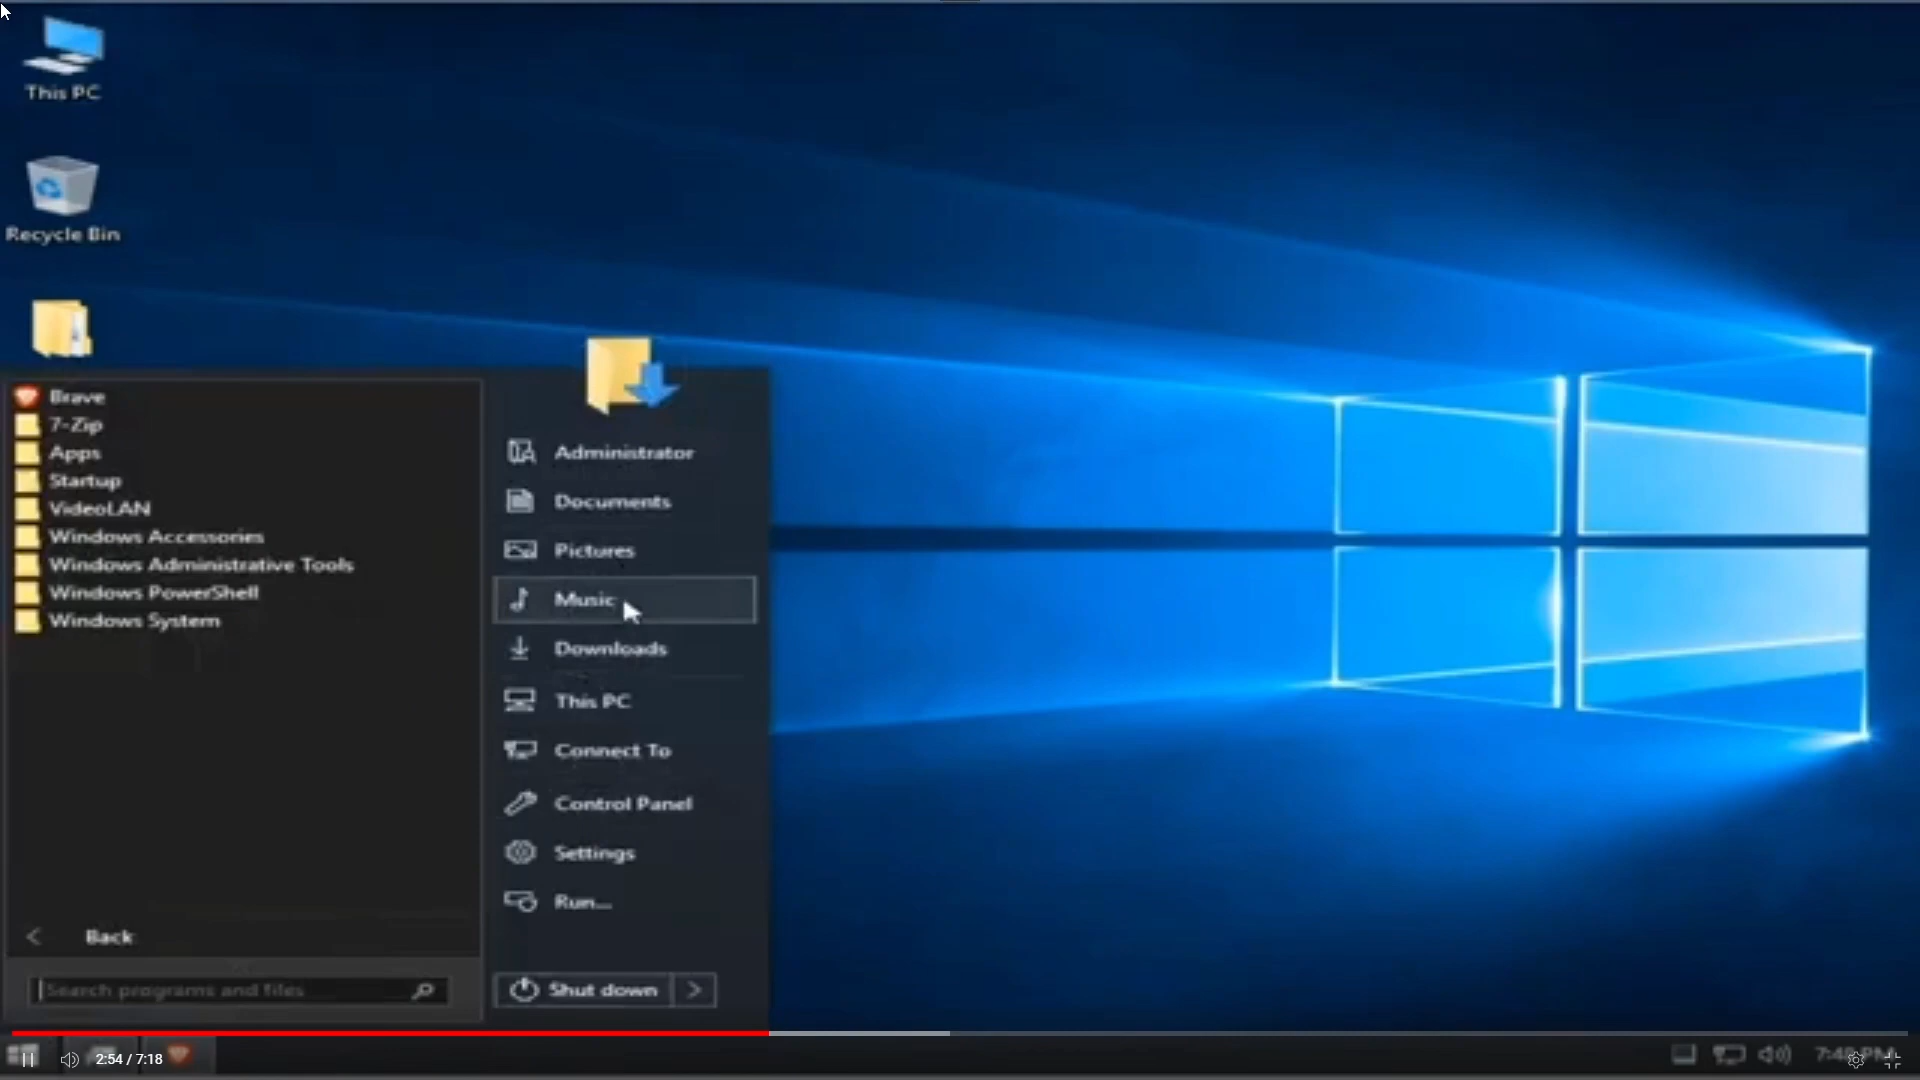 This PC
Recycle Bin
Brave
7-Zip
Apps
Startup
VideoLAN
Windows Accessories
Windows Administrative Tools
Windows PowerShell
Windows System
Back
Search programs and files
Administrator
Documents
Pictures
Music
Downloads
This PC
Connect To
Control Panel
Settings
Run...
Shut down
2:54 / 7:18